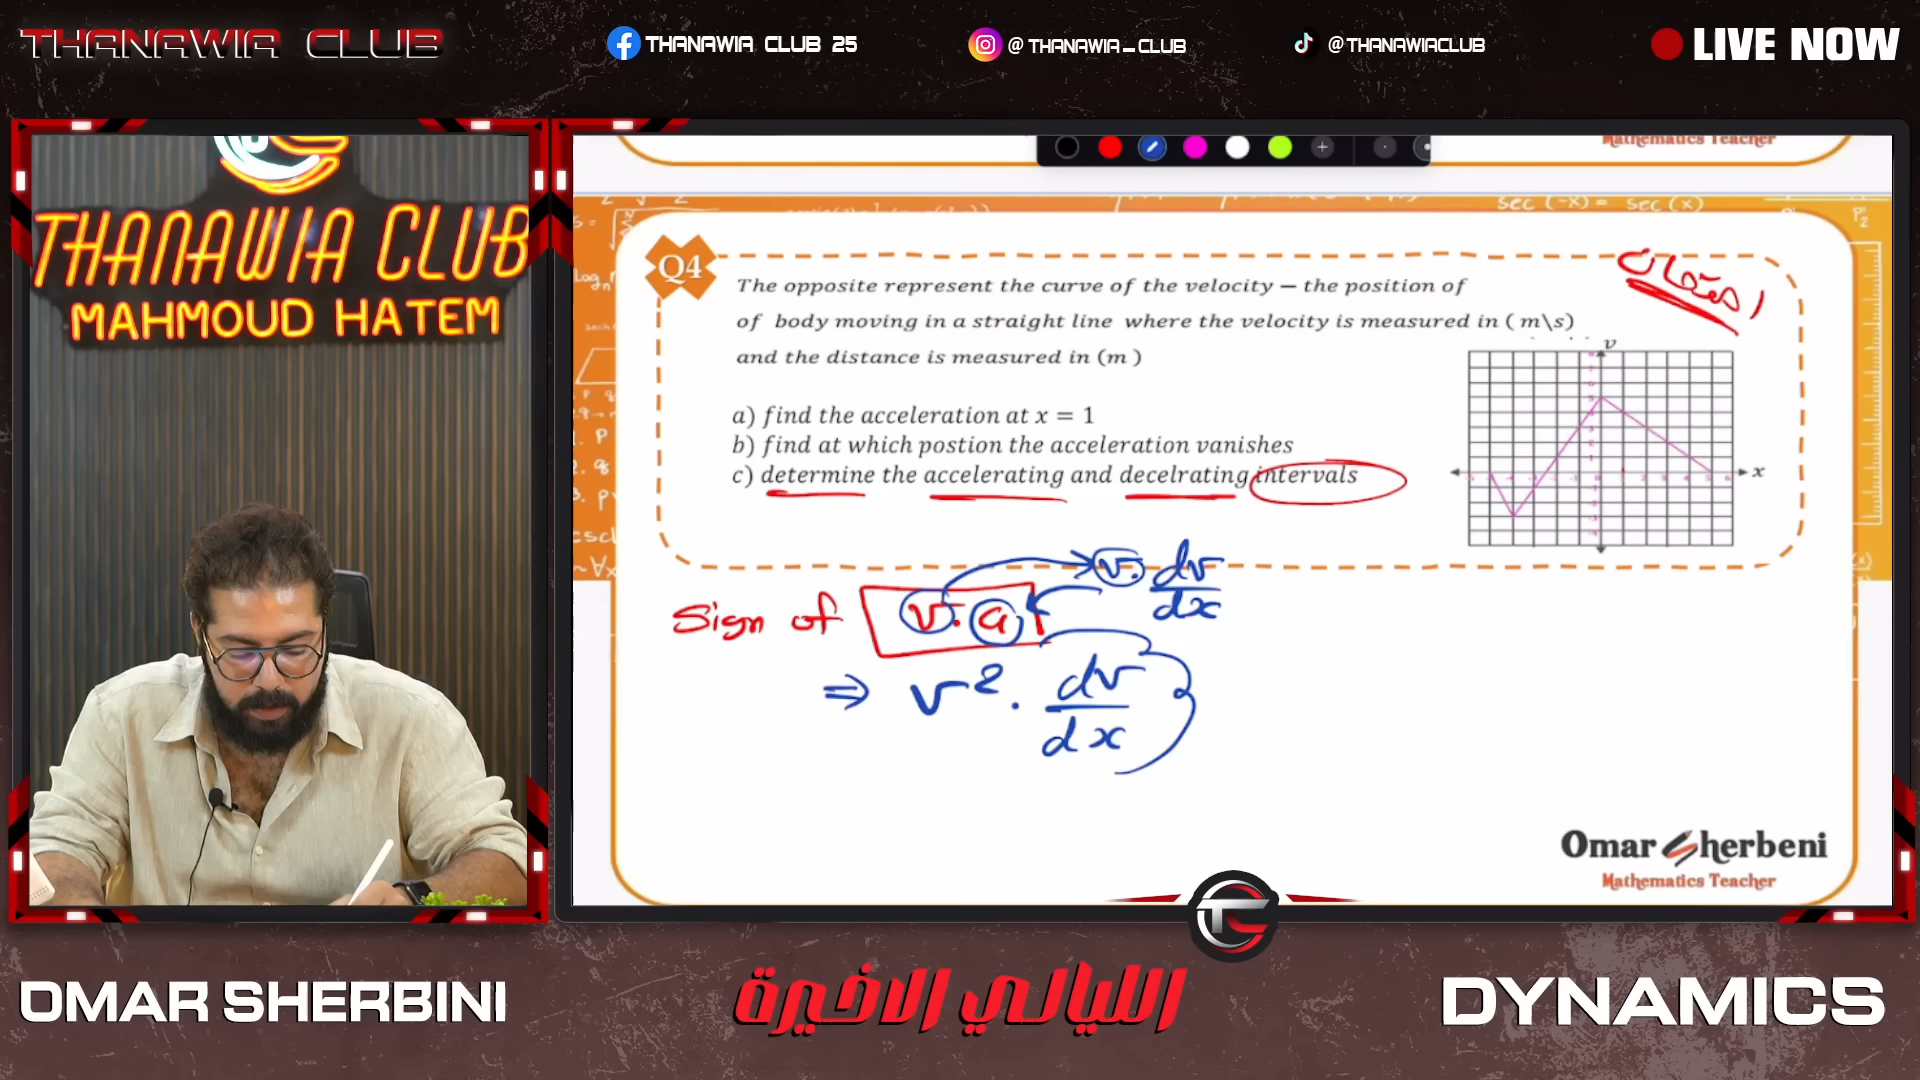 THANAWIA CLUB
THANAWIA CLUB 25
@THANAWIA_CLUB
@THANAWIACLUB
LIVE NOW
THANAWIA CLUB
MAHMOUD HATEM
Mathematics Teacher
sec (-x) = sec (x)
Q4
The opposite represent the curve of the velocity – the position of
of body moving in a straight line where the velocity is measured in ( m\s)
and the distance is measured in (m )
a) find the acceleration at x = 1
b) find at which postion the acceleration vanishes
c) determine the accelerating and decelrating intervals
v
x
v. dv/dx
Sign of v. a
⇒ v². dv/dx
Omar Sherbeni
Mathematics Teacher
OMAR SHERBINI
الليالي الاخيرة
DYNAMICS